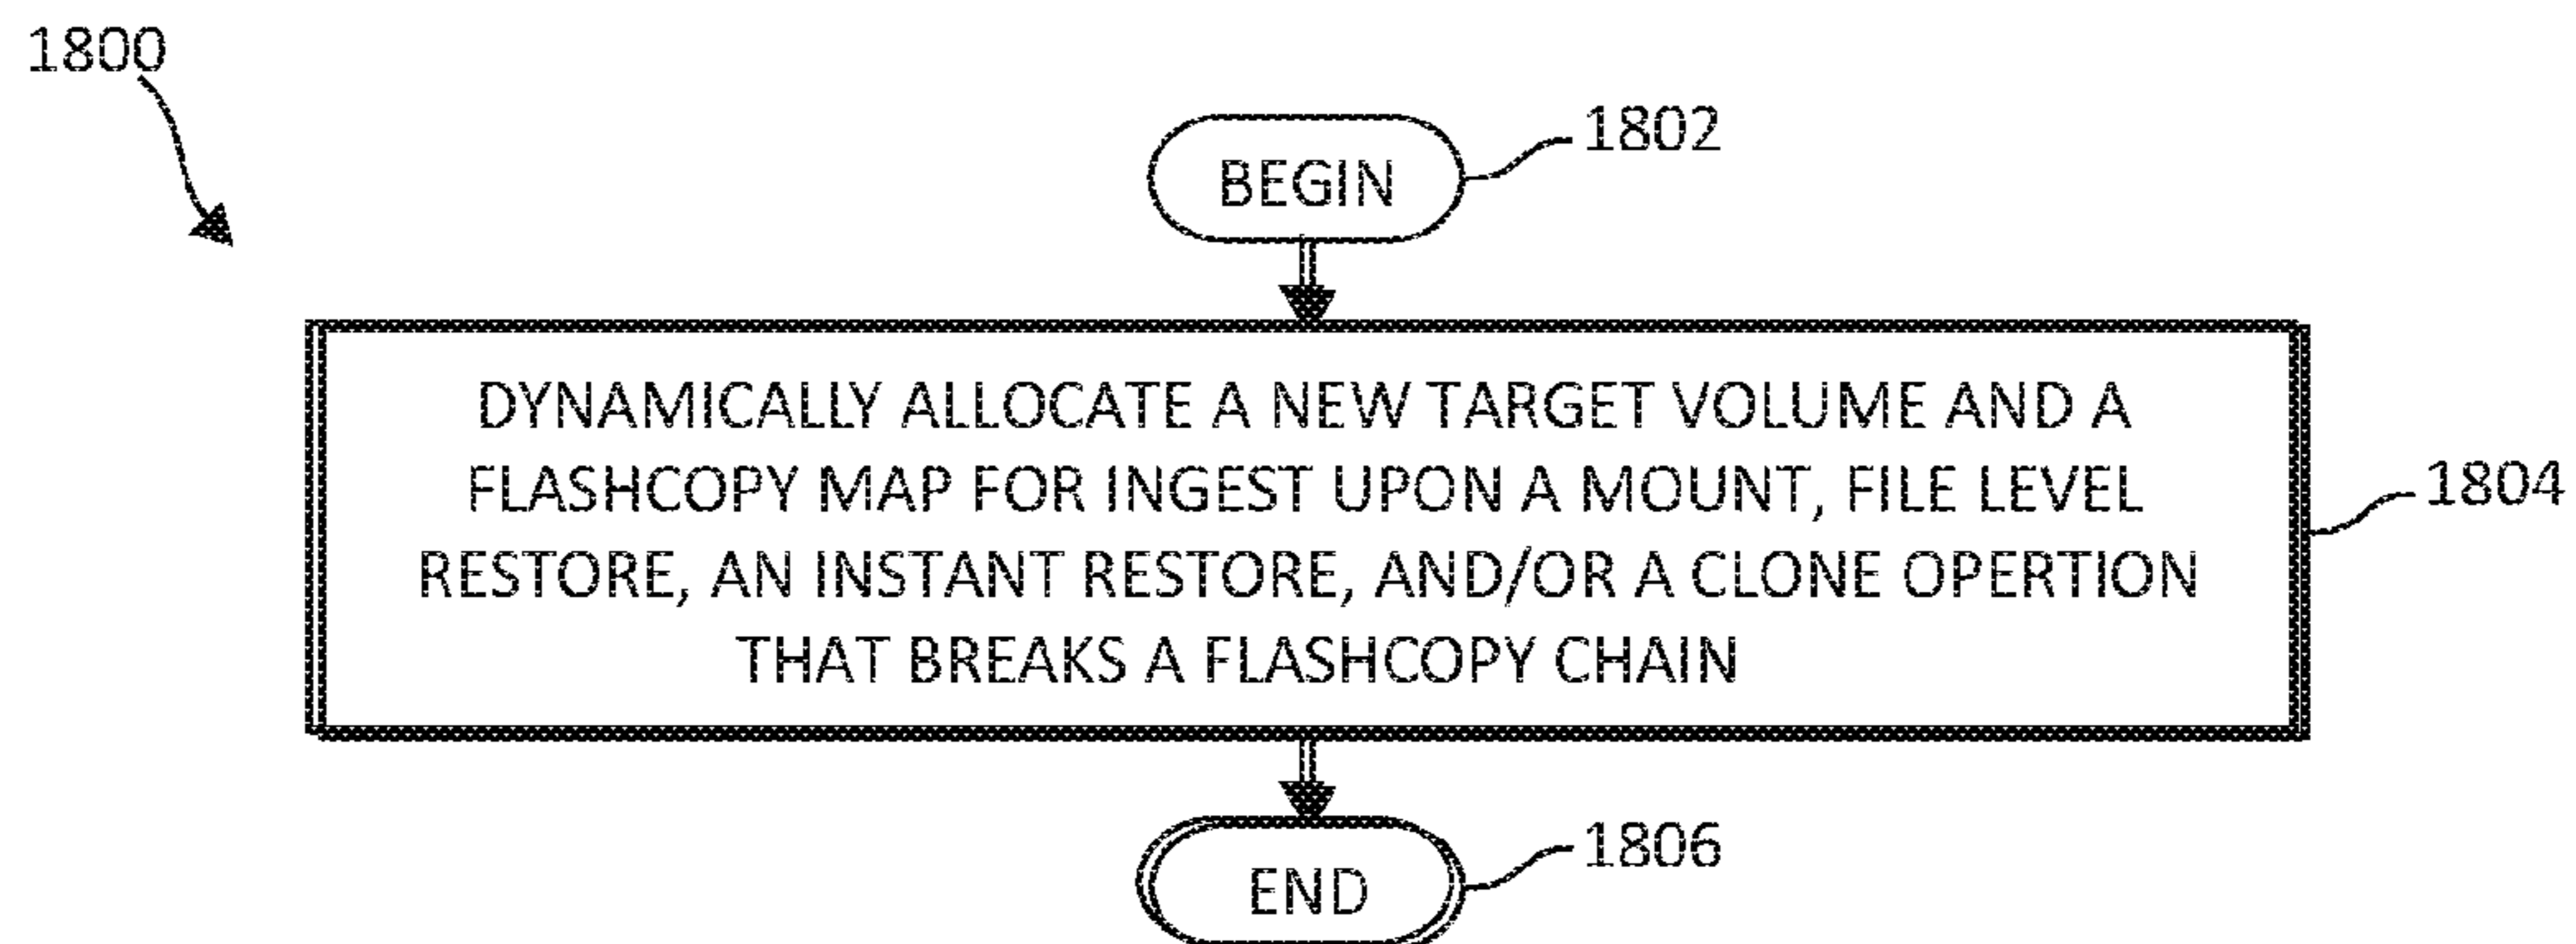 1800
BEGIN
1802
DYNAMICALLY ALLOCATE A NEW TARGET VOLUME AND A
FLASHCOPY MAP FOR INGEST UPON A MOUNT, FILE LEVEL
RESTORE, AN INSTANT RESTORE, AND/OR A CLONE OPERTION
THAT BREAKS A FLASHCOPY CHAIN
1804
END
1806